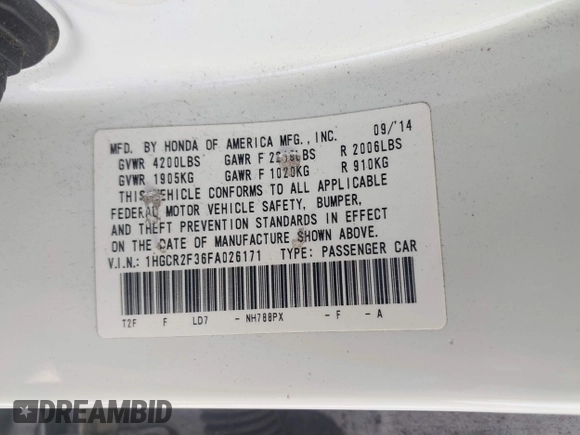 MFD. BY HONDA OF AMERICA MFG., INC. 09/'14
GVWR 4200LBS GAWR F R 2006LBS
GVWR 1905KG GAWR F 1020KG R 910KG
THIS VEHICLE CONFORMS TO ALL APPLICABLE
FEDERAL MOTOR VEHICLE SAFETY, BUMPER,
AND THEFT PREVENTION STANDARDS IN EFFECT
ON THE DATE OF MANUFACTURE SHOWN ABOVE.
V.I.N.: 1HGCR2F36FA026171 TYPE: PASSENGER CAR
T2F F LD7 - NH788PX - F - A
DREAMBID